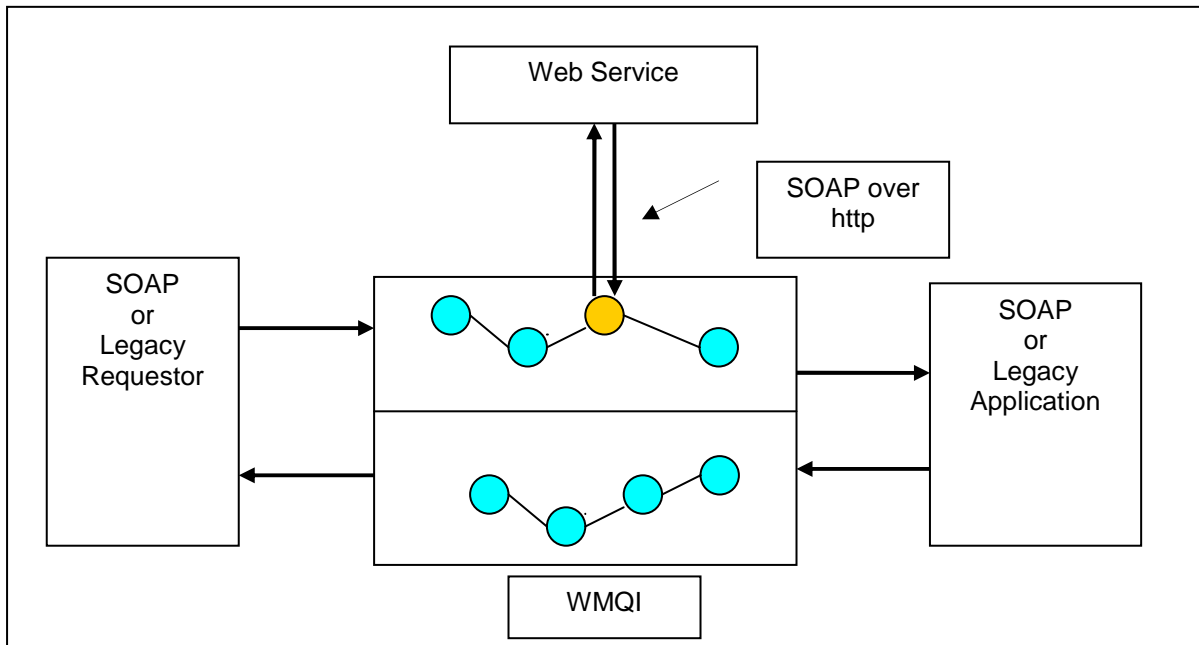 Web Service
SOAP over
http
SOAP
or
Legacy
Requestor
SOAP
or
Legacy
Application
WMQI